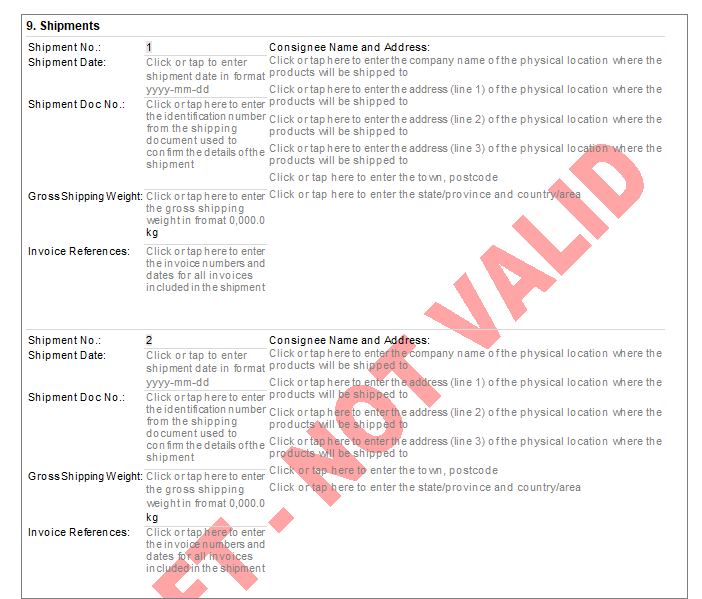 9. Shipments
Shipment No.: 1
Shipment Date: Click or tap to enter
shipment date in format
yyyy-mm-dd
Shipment Doc No.: Click or tap here to enter
the identification number
from the shipping
document used to
confirm the details of the
shipment
Gross Shipping Weight: Click or tap here to enter
the gross shipping
weight in fromat 0,000.0
kg
Invoice References: Click or tap here to enter
the invoice numbers and
dates for all invoices
included in the shipment
Consignee Name and Address:
Click or tap here to enter the company name of the physical location where the
products will be shipped to
Click or tap here to enter the address (line 1) of the physical location where the
products will be shipped to
Click or tap here to enter the address (line 2) of the physical location where the
products will be shipped to
Click or tap here to enter the address (line 3) of the physical location where the
products will be shipped to
Click or tap here to enter the town, postcode
Click or tap here to enter the state/province and country/area
Shipment No.: 2
Shipment Date: Click or tap to enter
shipment date in format
yyyy-mm-dd
Shipment Doc No.: Click or tap here to enter
the identification number
from the shipping
document used to
confirm the details of the
shipment
Gross Shipping Weight: Click or tap here to enter
the gross shipping
weight in fromat 0,000.0
kg
Invoice References: Click or tap here to enter
the invoice numbers and
dates for all invoices
included in the shipment
Consignee Name and Address:
Click or tap here to enter the company name of the physical location where the
products will be shipped to
Click or tap here to enter the address (line 1) of the physical location where the
products will be shipped to
Click or tap here to enter the address (line 2) of the physical location where the
products will be shipped to
Click or tap here to enter the address (line 3) of the physical location where the
products will be shipped to
Click or tap here to enter the town, postcode
Click or tap here to enter the state/province and country/area
FT - NOT VALID